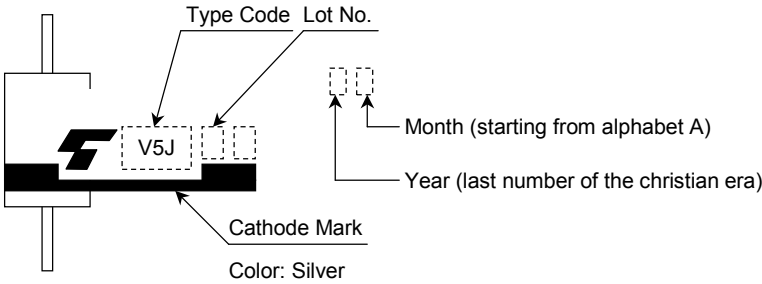 Type Code
Lot No.
Month (starting from alphabet A)
V5J
Year (last number of the christian era)
Cathode Mark
Color: Silver